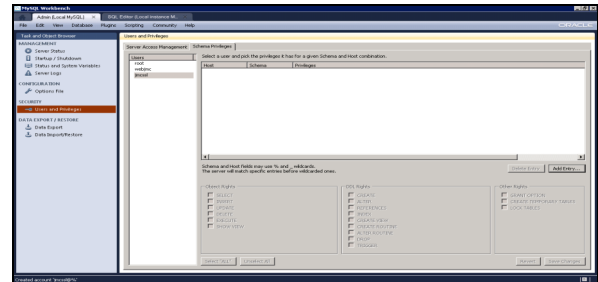 MySQL Workbench
Admin (Local MySQL)
SQL Editor (Local instance M..
File Edit View Database Plugins Scripting Community Help
Task and Object Browser
MANAGEMENT
Server Status
Startup / Shutdown
Status and System Variables
Server Logs
CONFIGURATION
Options File
SECURITY
Users and Privileges
DATA EXPORT / RESTORE
Data Export
Data Import/Restore
Users and Privileges
Server Access Management
Schema Privileges
Users
root
Select a user and pick the privileges it has for a given Schema and Host combination.
Host Schema Privileges
Schema and Host fields may use % and _ wildcards.
The server will match specific entries before wildcarded ones.
Delete Entry
Add Entry...
Object Rights
SELECT
INSERT
UPDATE
DELETE
EXECUTE
SHOW VIEW
DDL Rights
CREATE
ALTER
REFERENCES
INDEX
CREATE VIEW
CREATE ROUTINE
ALTER ROUTINE
DROP
TRIGGER
Other Rights
GRANT OPTION
CREATE TEMPORARY TABLES
LOCK TABLES
Select "ALL"
Unselect All
Revert
Save Changes
Created account